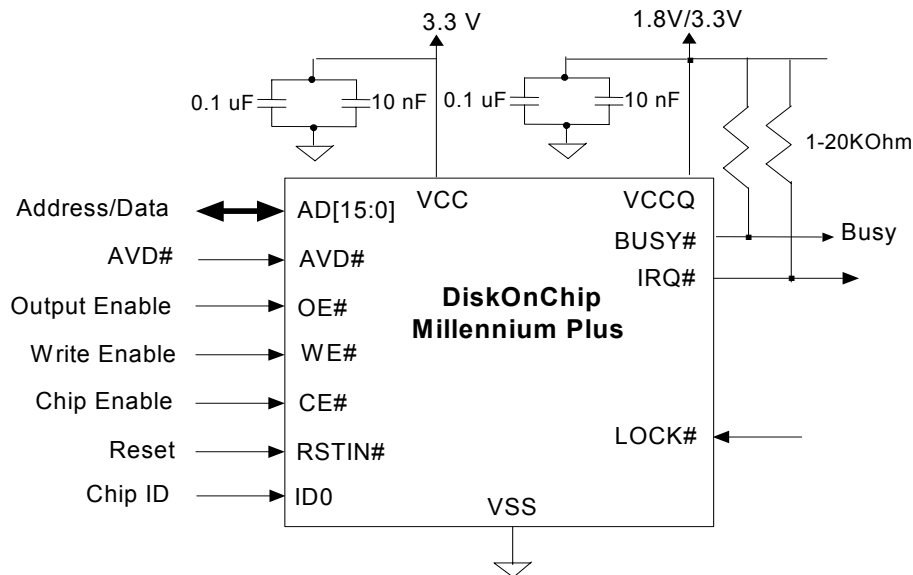 3.3 V
1.8V/3.3V
0.1 uF
10 nF
0.1 uF
10 nF
1-20KOhm
Address/Data
AD[15:0]
VCC
VCCQ
BUSY#
Busy
AVD#
AVD#
IRQ#
DiskOnChip
Millennium Plus
Output Enable
OE#
Write Enable
WE#
Chip Enable
CE#
LOCK#
Reset
RSTIN#
Chip ID
ID0
VSS